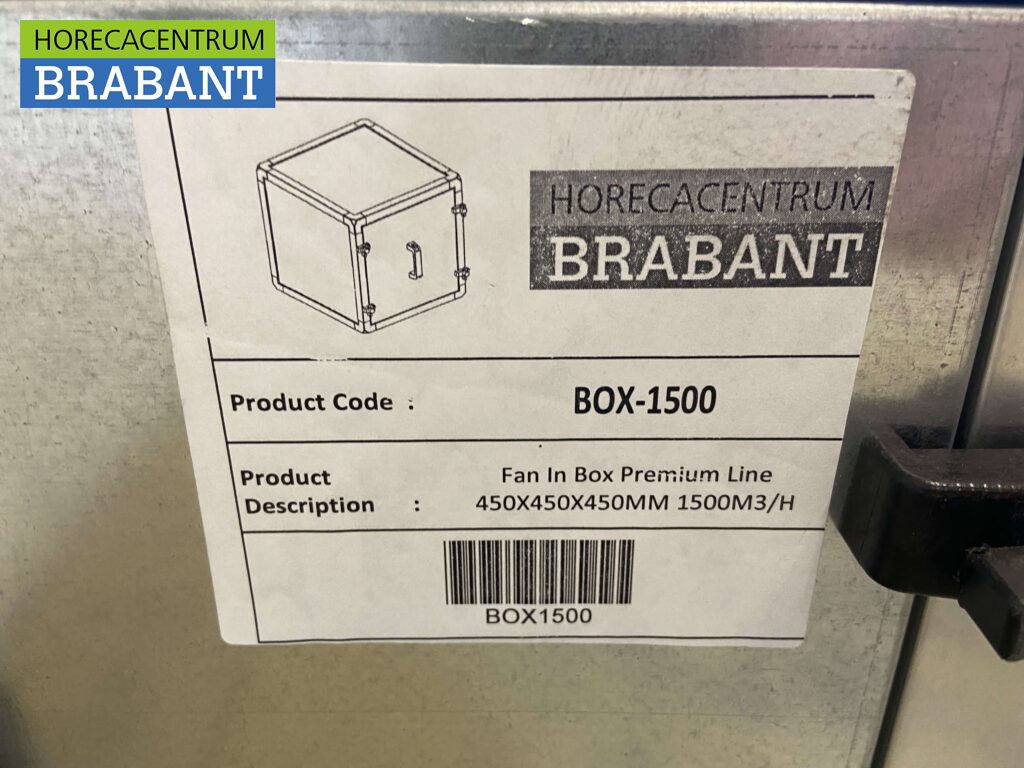 HORECACENTRUM
BRABANT
HORECACENTRUM
BRABANT
Product Code : BOX-1500
Product Description : Fan In Box Premium Line
450X450X450MM 1500M3/H
BOX1500